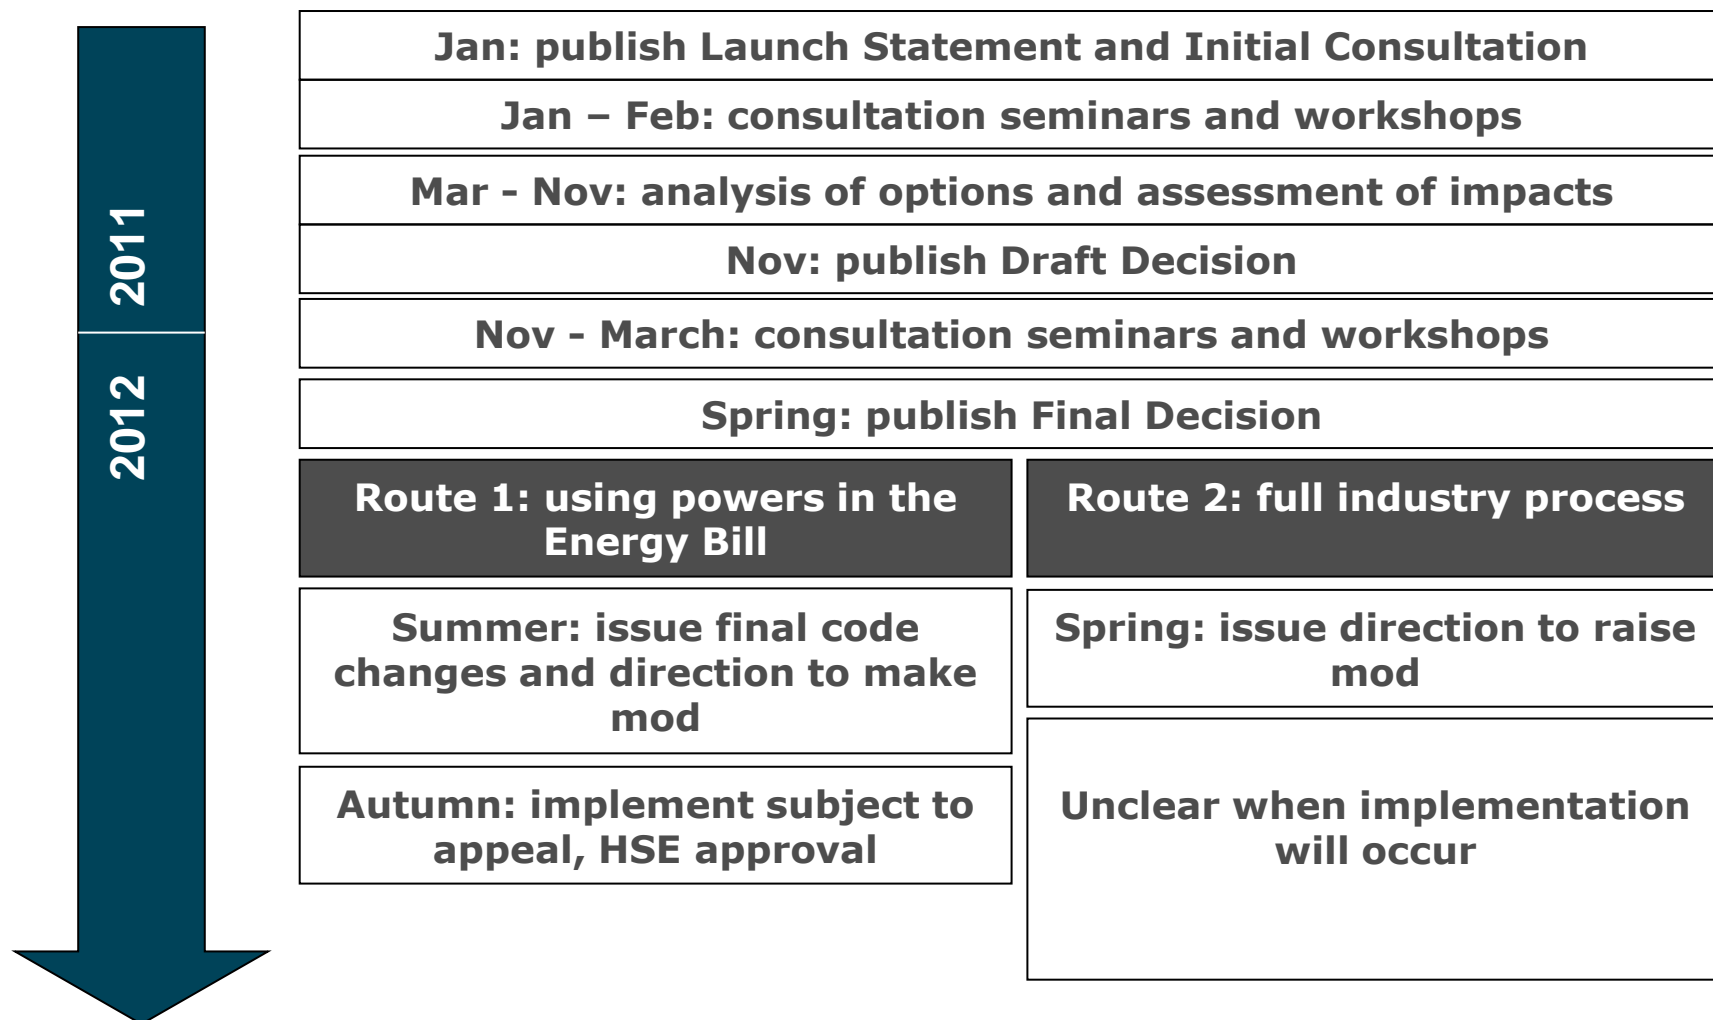 2011
2012
Jan: publish Launch Statement and Initial Consultation
Jan – Feb: consultation seminars and workshops
Mar - Nov: analysis of options and assessment of impacts
Nov: publish Draft Decision
Nov - March: consultation seminars and workshops
Spring: publish Final Decision
Route 1: using powers in the
Energy Bill
Summer: issue final code
changes and direction to make
mod
Autumn: implement subject to
appeal, HSE approval
Route 2: full industry process
Spring: issue direction to raise
mod
Unclear when implementation
will occur